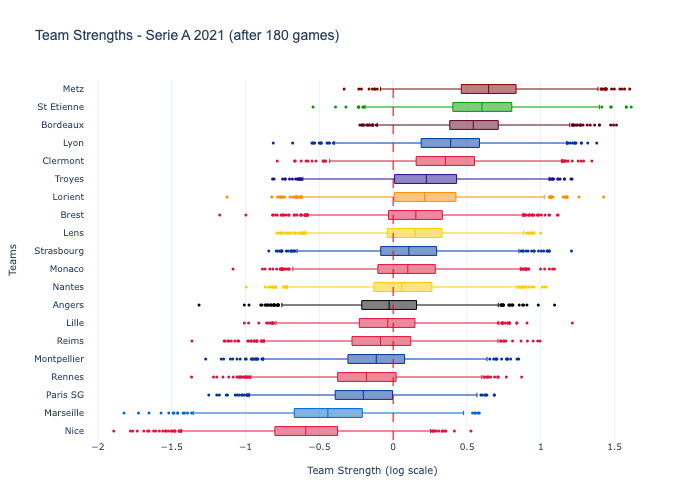 Team Strengths - Serie A 2021 (after 180 games)
Metz
St Etienne
Bordeaux
Lyon
Clermont
Troyes
Lorient
Brest
Lens
Strasbourg
Monaco
Nantes
Angers
Lille
Reims
Montpellier
Rennes
Paris SG
Marseille
Nice
Teams
−2
−1.5
−1
−0.5
0
0.5
1
1.5
Team Strength (log scale)